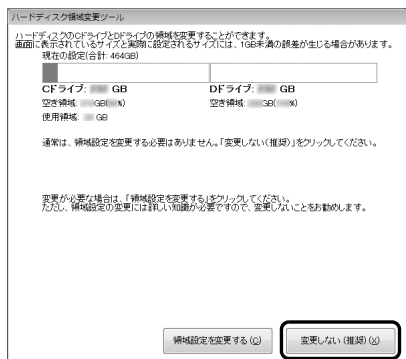 ハードディスク領域変更ツール
ハードディスクのCドライブとDドライブの領域を変更することができます。
画面に表示されているサイズと実際に設定されるサイズには、1GB未満の誤差が生じる場合があります。
現在の設定(合計: 464GB)
Cドライブ: GB
Dドライブ: GB
空き領域: GB( %)
空き領域: GB( %)
使用領域: GB
通常は、領域設定を変更する必要はありません。「変更しない(推奨)」をクリックしてください。
変更が必要な場合は、「領域設定を変更する」をクリックしてください。
ただし、領域設定の変更には詳しい知識が必要ですので、変更しないことをお勧めします。
領域設定を変更する(C)
変更しない(推奨)(X)